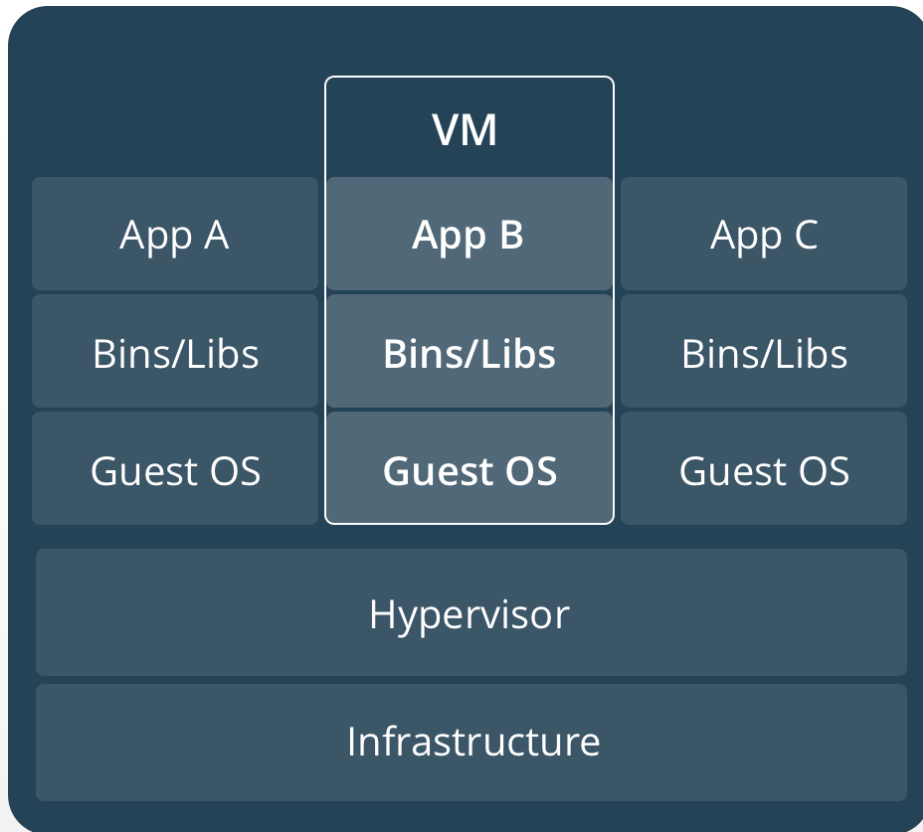 VM
App A
App B
App C
Bins/Libs
Bins/Libs
Bins/Libs
Guest OS
Guest OS
Guest OS
Hypervisor
Infrastructure